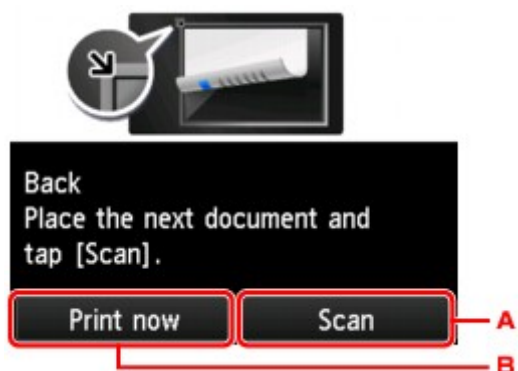 Back
Place the next document and
tap [Scan].
Print now Scan A
B